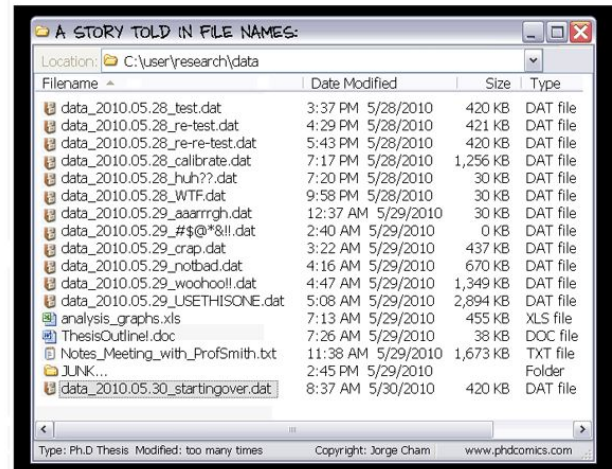 A STORY TOLD IN FILE NAMES:
Location: C:\user\research\data
Filename Date Modified Size Type
data_2010.05.28_test.dat 3:37 PM 5/28/2010 420 KB DAT file
data_2010.05.28_re-test.dat 4:29 PM 5/28/2010 421 KB DAT file
data_2010.05.28_re-re-test.dat 5:43 PM 5/28/2010 420 KB DAT file
data_2010.05.28_calibrate.dat 7:17 PM 5/28/2010 1,256 KB DAT file
data_2010.05.28_huh??.dat 7:20 PM 5/28/2010 30 KB DAT file
data_2010.05.28_WTF.dat 9:58 PM 5/28/2010 30 KB DAT file
data_2010.05.29_aaarrrgh.dat 12:37 AM 5/29/2010 30 KB DAT file
data_2010.05.29_#$@*&!!.dat 2:40 AM 5/29/2010 0 KB DAT file
data_2010.05.29_crap.dat 3:22 AM 5/29/2010 437 KB DAT file
data_2010.05.29_notbad.dat 4:16 AM 5/29/2010 670 KB DAT file
data_2010.05.29_woohoo!!.dat 4:47 AM 5/29/2010 1,349 KB DAT file
data_2010.05.29_USETHISONE.dat 5:08 AM 5/29/2010 2,894 KB DAT file
analysis_graphs.xls 7:13 AM 5/29/2010 455 KB XLS file
ThesisOutline!.doc 7:26 AM 5/29/2010 38 KB DOC file
Notes_Meeting_with_ProfSmith.txt 11:38 AM 5/29/2010 1,673 KB TXT file
JUNK... 2:45 PM 5/29/2010 Folder
data_2010.05.30_startingover.dat 8:37 AM 5/30/2010 420 KB DAT file
Type: Ph.D Thesis Modified: too many times Copyright: Jorge Cham www.phdcomics.com